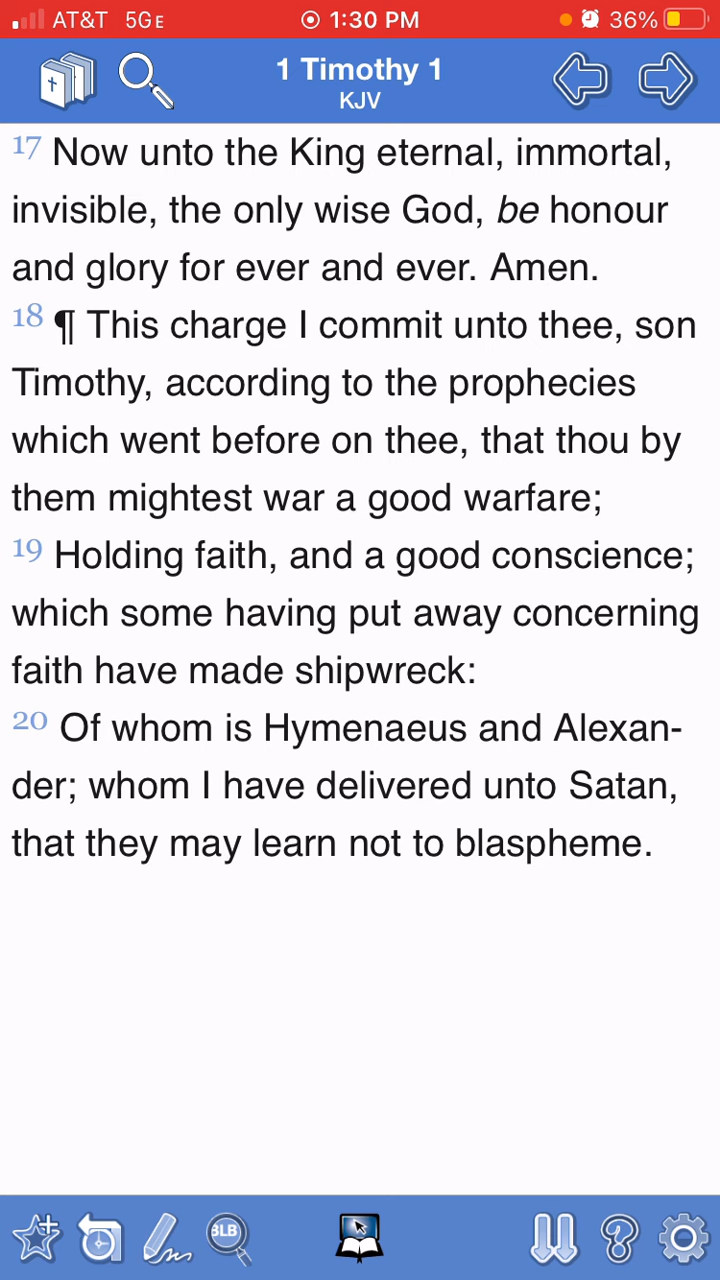 AT&T 5GE 1:30 PM 36%
1 Timothy 1
KJV
17 Now unto the King eternal, immortal,
invisible, the only wise God, be honour
and glory for ever and ever. Amen.
18 ¶ This charge I commit unto thee, son
Timothy, according to the prophecies
which went before on thee, that thou by
them mightest war a good warfare;
19 Holding faith, and a good conscience;
which some having put away concerning
faith have made shipwreck:
20 Of whom is Hymenaeus and Alexan-
der; whom I have delivered unto Satan,
that they may learn not to blaspheme.
BLB